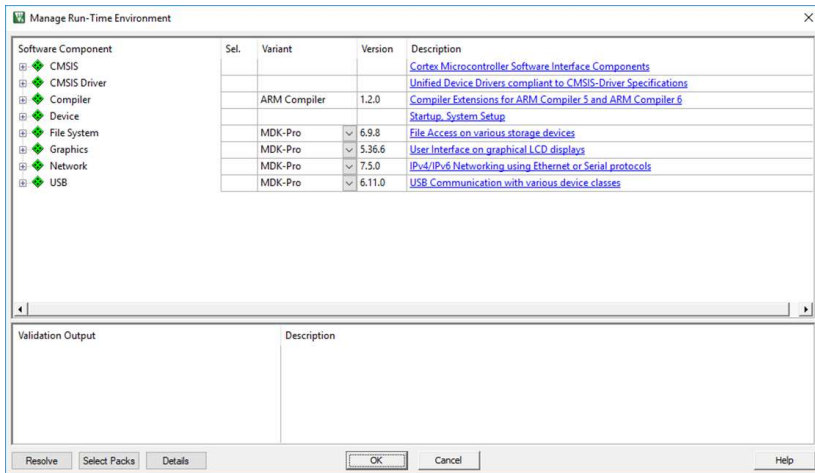 Manage Run-Time Environment
Software Component Sel. Variant Version Description
CMSIS Cortex Microcontroller Software Interface Components
CMSIS Driver Unified Device Drivers compliant to CMSIS-Driver Specifications
Compiler ARM Compiler 1.2.0 Compiler Extensions for ARM Compiler 5 and ARM Compiler 6
Device Startup, System Setup
File System MDK-Pro 6.9.8 File Access on various storage devices
Graphics MDK-Pro 5.36.6 User Interface on graphical LCD displays
Network MDK-Pro 7.5.0 IPv4/IPv6 Networking using Ethernet or Serial protocols
USB MDK-Pro 6.11.0 USB Communication with various device classes
Validation Output Description
Resolve Select Packs Details OK Cancel Help